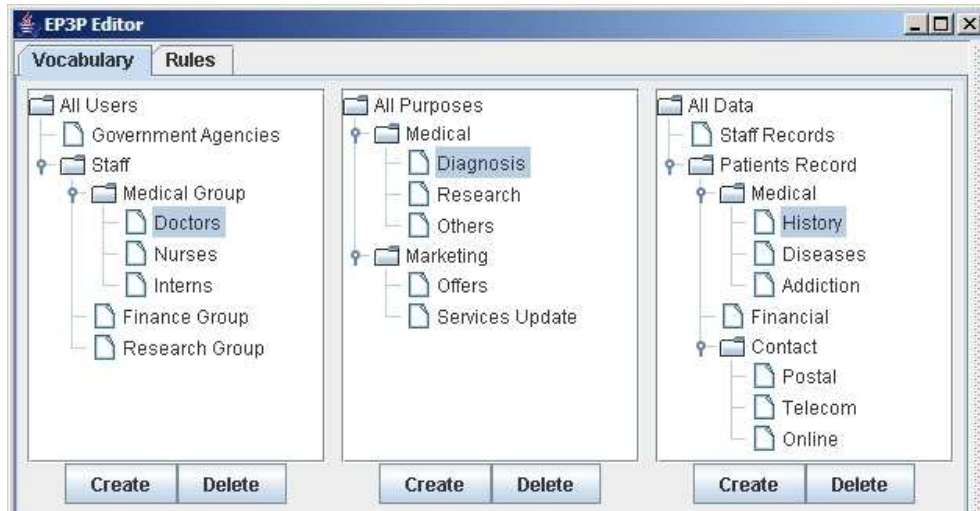 EP3P Editor
Vocabulary Rules
All Users
Government Agencies
Staff
Medical Group
Doctors
Nurses
Interns
Finance Group
Research Group
Create Delete
All Purposes
Medical
Diagnosis
Research
Others
Marketing
Offers
Services Update
Create Delete
All Data
Staff Records
Patients Record
Medical
History
Diseases
Addiction
Financial
Contact
Postal
Telecom
Online
Create Delete